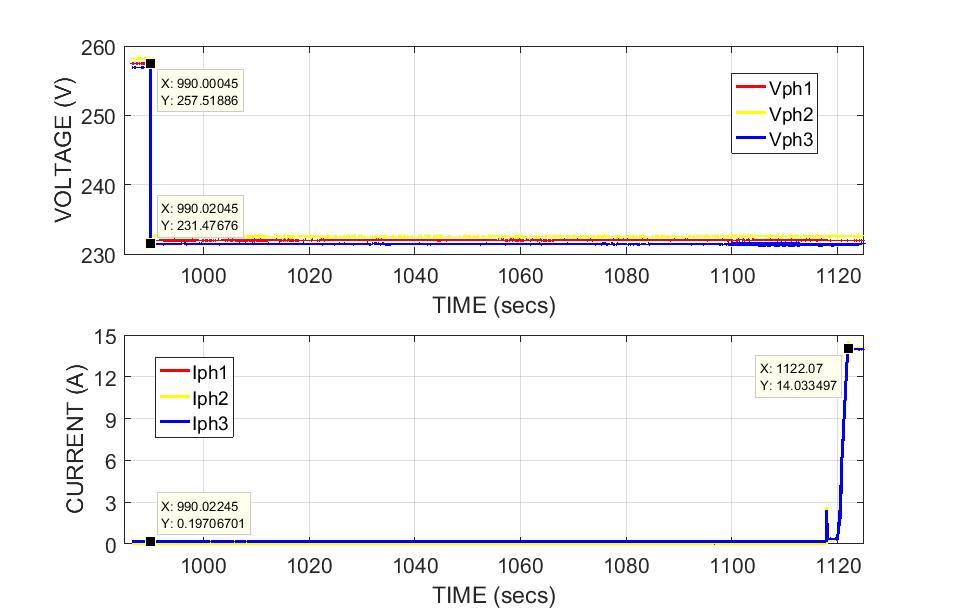 260
250
240
230
VOLTAGE (V)
X: 990.00045
Y: 257.51886
X: 990.02045
Y: 231.47676
Vph1
Vph2
Vph3
1000 1020 1040 1060 1080 1100 1120
TIME (secs)
15
12
9
6
3
0
CURRENT (A)
Iph1
Iph2
Iph3
X: 1122.07
Y: 14.033497
X: 990.02245
Y: 0.19706701
1000 1020 1040 1060 1080 1100 1120
TIME (secs)